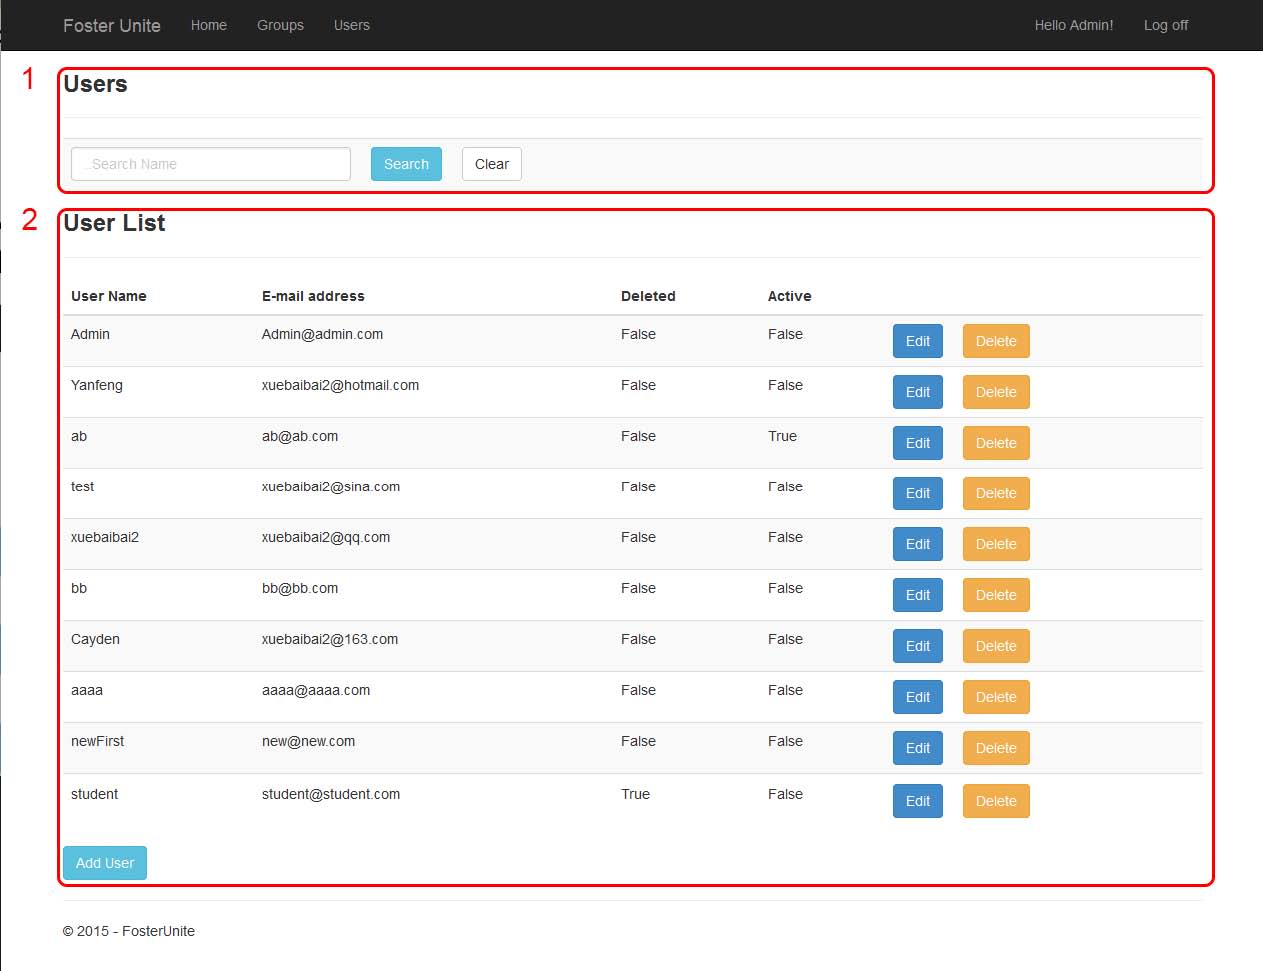 Foster Unite Home Groups Users Hello Admin! Log off
1
Users
..Search Name Search Clear
2
User List
User Name E-mail address Deleted Active
Admin Admin@admin.com False False Edit Delete
Yanfeng xuebaibai2@hotmail.com False False Edit Delete
ab ab@ab.com False True Edit Delete
test xuebaibai2@sina.com False False Edit Delete
xuebaibai2 xuebaibai2@qq.com False False Edit Delete
bb bb@bb.com False False Edit Delete
Cayden xuebaibai2@163.com False False Edit Delete
aaaa aaaa@aaaa.com False False Edit Delete
newFirst new@new.com False False Edit Delete
student student@student.com True False Edit Delete
Add User
© 2015 - FosterUnite